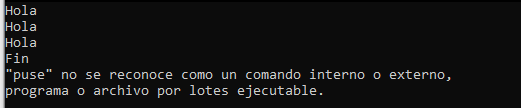 Hola
Hola
Hola
Fin
"puse" no se reconoce como un comando interno o externo,
programa o archivo por lotes ejecutable.